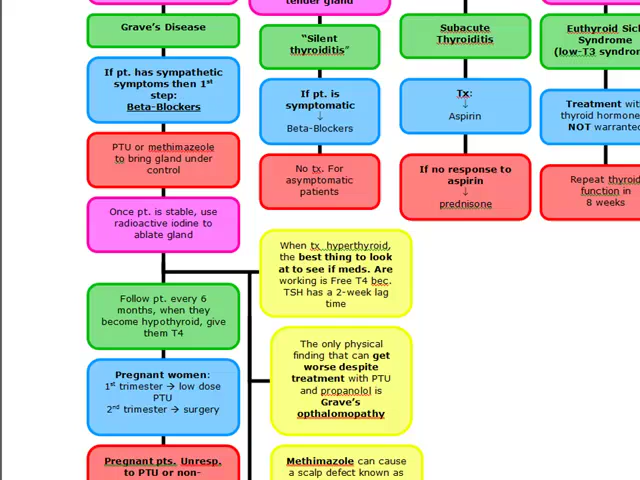 tender gland
Grave's Disease
If pt. has sympathetic
symptoms then 1st
step:
Beta-Blockers
PTU or methimazeole
to bring gland under
control
Once pt. is stable, use
radioactive iodine to
ablate gland
Follow pt. every 6
months, when they
become hypothyroid, give
them T4
Pregnant women:
1st trimester → low dose
PTU
2nd trimester → surgery
Pregnant pts. Unresp.
to PTU or non-
"Silent
thyroiditis"
If pt. is
symptomatic
↓
Beta-Blockers
No tx. For
asymptomatic
patients
When tx hyperthyroid,
the best thing to look
at to see if meds. Are
working is Free T4 bec.
TSH has a 2-week lag
time
The only physical
finding that can get
worse despite
treatment with PTU
and propanolol is
Grave's
opthalomopathy
Methimazole can cause
a scalp defect known as
Subacute
Thyroiditis
Tx:
↓
Aspirin
If no response to
aspirin
↓
prednisone
Euthyroid Sick
Syndrome
(low-T3 syndrom
Treatment with
thyroid hormone
NOT warranted
Repeat thyroid
function in
8 weeks